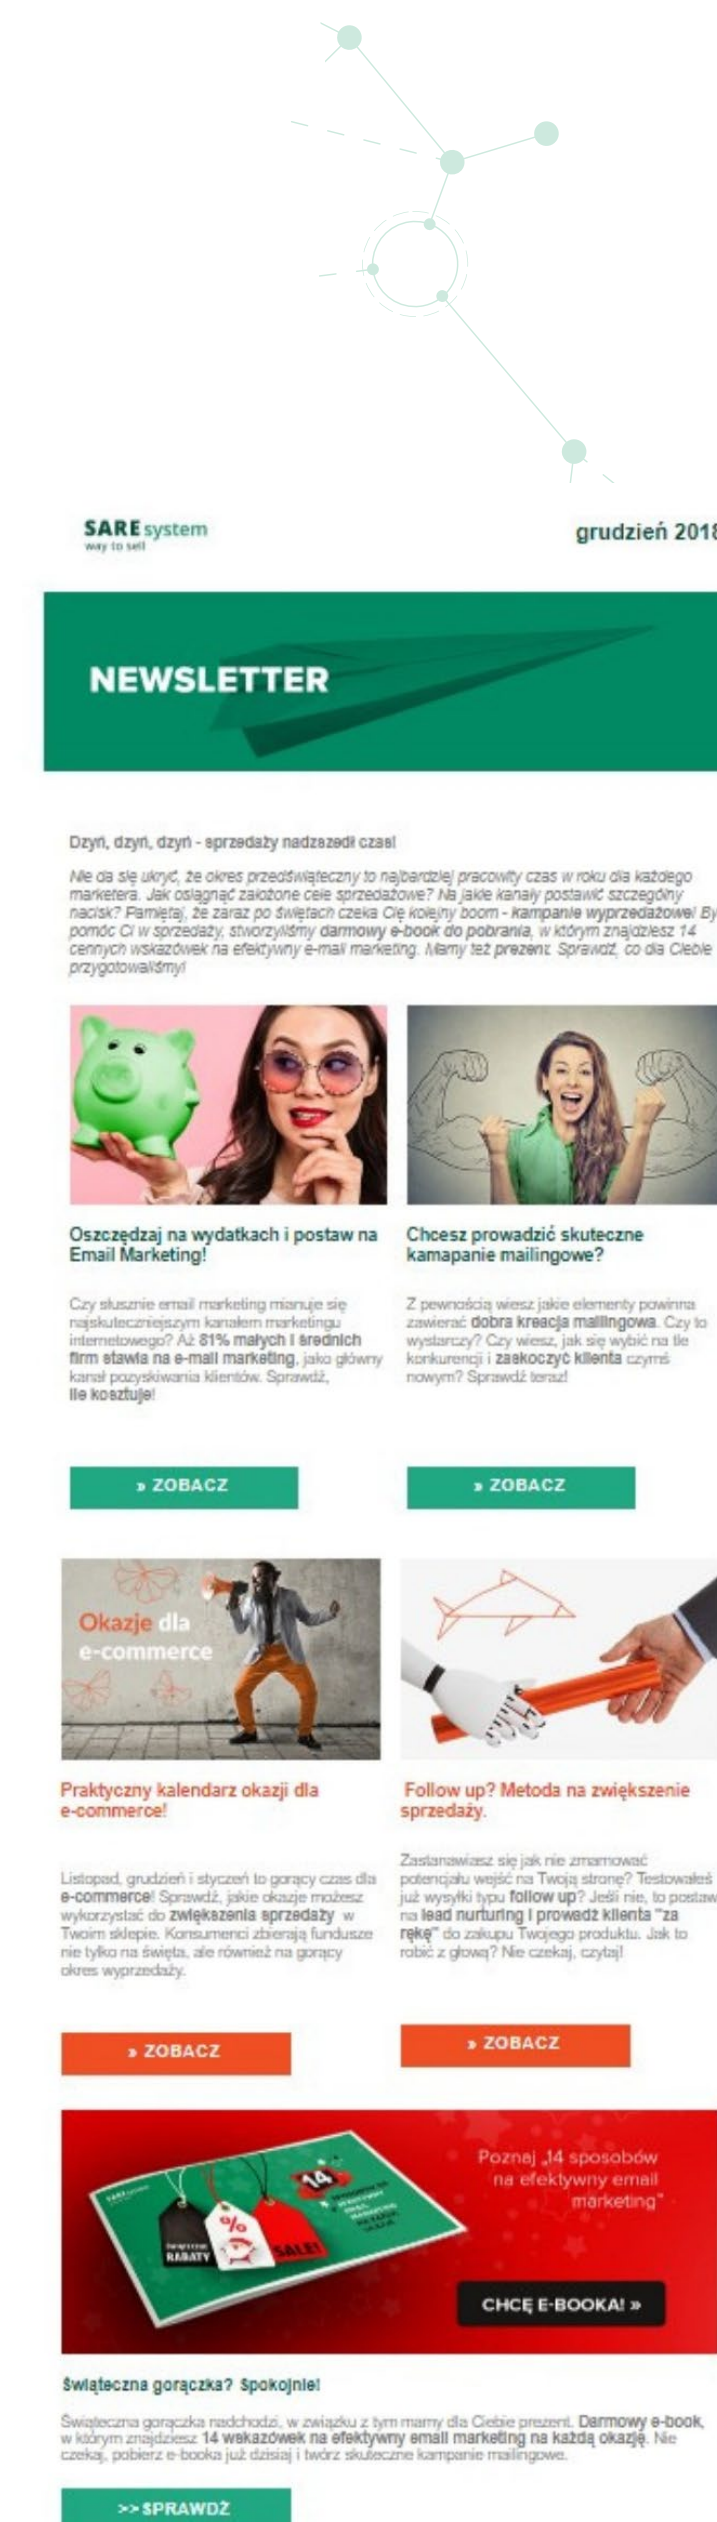 SARE system
way to sell
grudzień 2018
NEWSLETTER
Dzyń, dzyń, dzyń - sprzedaży nadzszedł czas!
Nie da się ukryć, że okres przedświąteczny to najbardziej pracowity czas w roku dla każdego
marketera. Jak osiągnąć założone cele sprzedażowe? Na jakie kanały postawić szczególny
nacisk? Pamiętaj, że zaraz po świętach czeka Cię kolejny boom - kampanie wyprzedażowe! By
pomóc Ci w sprzedaży, stworzyliśmy darmowy e-book do pobrania, w którym znajdziesz 14
cennych wskazówek na efektywny e-mail marketing. Mamy też prezent. Sprawdź, co dla Ciebie
przygotowaliśmy!
Oszczędzaj na wydatkach i postaw na
Email Marketing!
Czy słusznie email marketing mianuje się
najskuteczniejszym kanałem marketingu
internetowego? Aż 81% małych i średnich
firm stawia na e-mail marketing, jako główny
kanał pozyskiwania klientów. Sprawdź,
ile kosztuje!
» ZOBACZ
Chcesz prowadzić skuteczne
kamapanie mailingowe?
Z pewnością wiesz jakie elementy powinna
zawierać dobra kreacja mailingowa. Czy to
wystarczy? Czy wiesz, jak się wybić na tle
konkurencji i zaskoczyć klienta czymś
nowym? Sprawdź teraz!
» ZOBACZ
Okazje dla
e-commerce
Praktyczny kalendarz okazji dla
e-commerce!
Listopad, grudzień i styczeń to gorący czas dla
e-commerce! Sprawdź, jakie okazje możesz
wykorzystać do zwiększenia sprzedaży w
Twoim sklepie. Konsumenci zbierają fundusze
nie tylko na święta, ale również na gorący
okres wyprzedaży.
» ZOBACZ
Follow up? Metoda na zwiększenie
sprzedaży.
Zastanawiasz się jak nie zmarnować
potencjału wejść na Twoją stronę? Testowałeś
już wysyłki typu follow up? Jeśli nie, to postaw
na lead nurturing i prowadź klienta "za
rękę" do zakupu Twojego produktu. Jak to
robić z głową? Nie czekaj, czytaj!
» ZOBACZ
14
%
RABATY
SALE!
Poznaj „14 sposobów
na efektywny email
marketing"
CHCĘ E-BOOKA! »
Świąteczna gorączka? Spokojnie!
Świąteczna gorączka nadchodzi, w związku z tym mamy dla Ciebie prezent. Darmowy e-book,
w którym znajdziesz 14 wskazówek na efektywny email marketing na każdą okazję. Nie
czekaj, pobierz e-booka już dzisiaj i twórz skuteczne kampanie mailingowe.
>> SPRAWDŹ